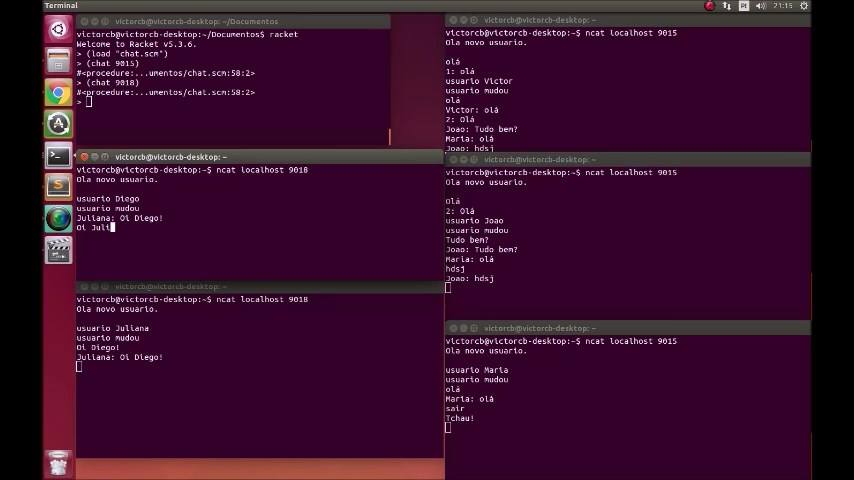 Terminal
Pt
21:15
victorcb@victorcb-desktop: ~/Documentos
victorcb@victorcb-desktop:~/Documentos$ racket
Welcome to Racket v5.3.6.
> (load "chat.scm")
> (chat 9015)
#<procedure:...umentos/chat.scm:58:2>
> (chat 9018)
#<procedure:...umentos/chat.scm:58:2>
>
victorcb@victorcb-desktop: ~
victorcb@victorcb-desktop:~$ ncat localhost 9018
Ola novo usuario.
usuario Diego
usuario mudou
Juliana: Oi Diego!
Oi Juli
victorcb@victorcb-desktop: ~
victorcb@victorcb-desktop:~$ ncat localhost 9018
Ola novo usuario.
usuario Juliana
usuario mudou
Oi Diego!
Juliana: Oi Diego!
victorcb@victorcb-desktop: ~
victorcb@victorcb-desktop:~$ ncat localhost 9015
Ola novo usuario.
olá
1: olá
usuario Victor
usuario mudou
olá
Victor: olá
2: Olá
Joao: Tudo bem?
Maria: olá
Joao: hdsj
victorcb@victorcb-desktop: ~
victorcb@victorcb-desktop:~$ ncat localhost 9015
Ola novo usuario.
Olá
2: Olá
usuario Joao
usuario mudou
Tudo bem?
Joao: Tudo bem?
Maria: olá
hdsj
Joao: hdsj
victorcb@victorcb-desktop: ~
victorcb@victorcb-desktop:~$ ncat localhost 9015
Ola novo usuario.
usuario Maria
usuario mudou
olá
Maria: olá
sair
Tchau!